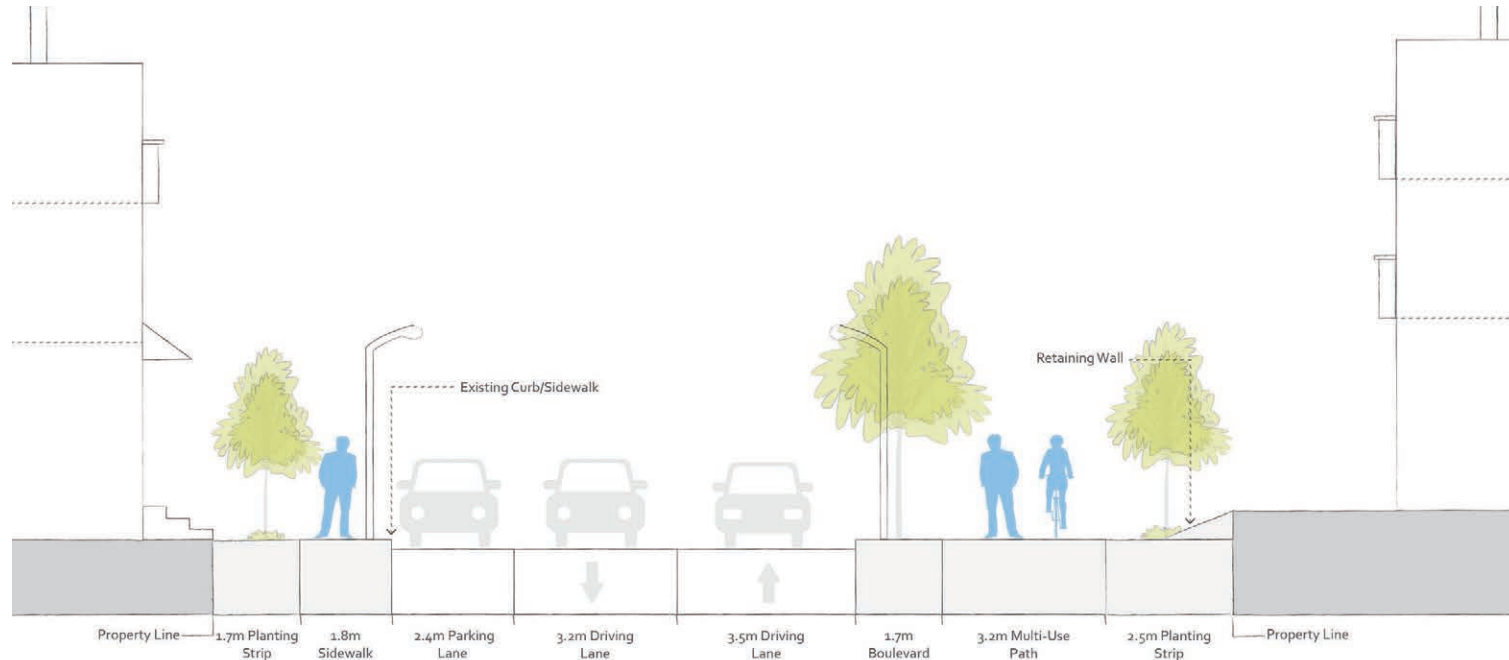 Existing Curb/Sidewalk
Retaining Wall
Property Line
1.7m Planting
Strip
1.8m
Sidewalk
2.4m Parking
Lane
3.2m Driving
Lane
3.5m Driving
Lane
1.7m
Boulevard
3.2m Multi-Use
Path
2.5m Planting
Strip
Property Line